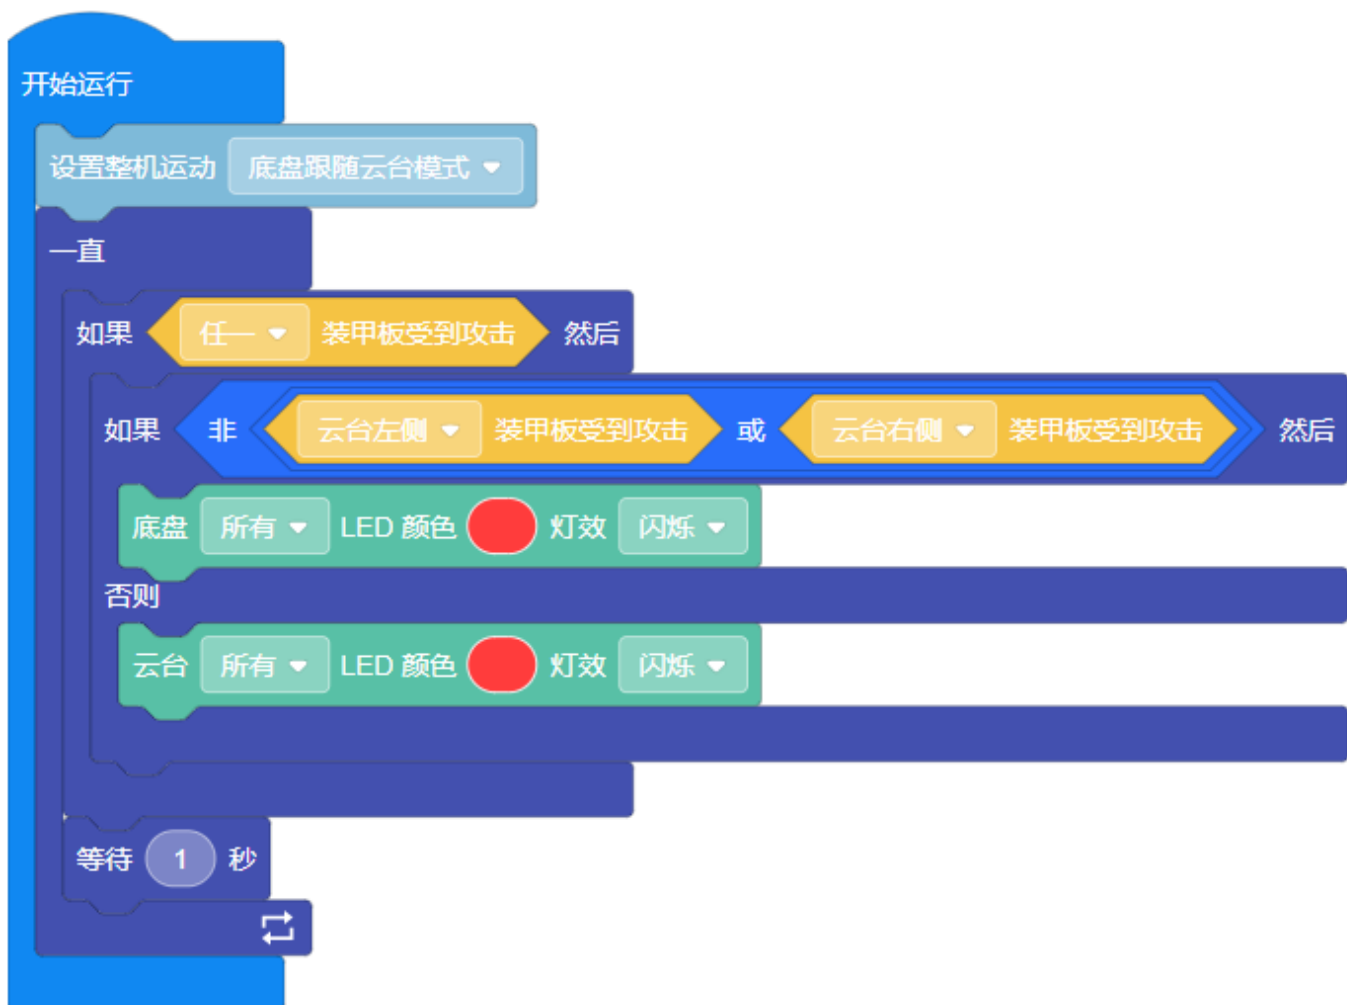 开始运行
设置整机运动 底盘跟随云台模式
一直
如果 任一 装甲板受到攻击 然后
如果 非 云台左侧 装甲板受到攻击 或 云台右侧 装甲板受到攻击 然后
底盘 所有 LED 颜色 灯效 闪烁
否则
云台 所有 LED 颜色 灯效 闪烁
等待 1 秒